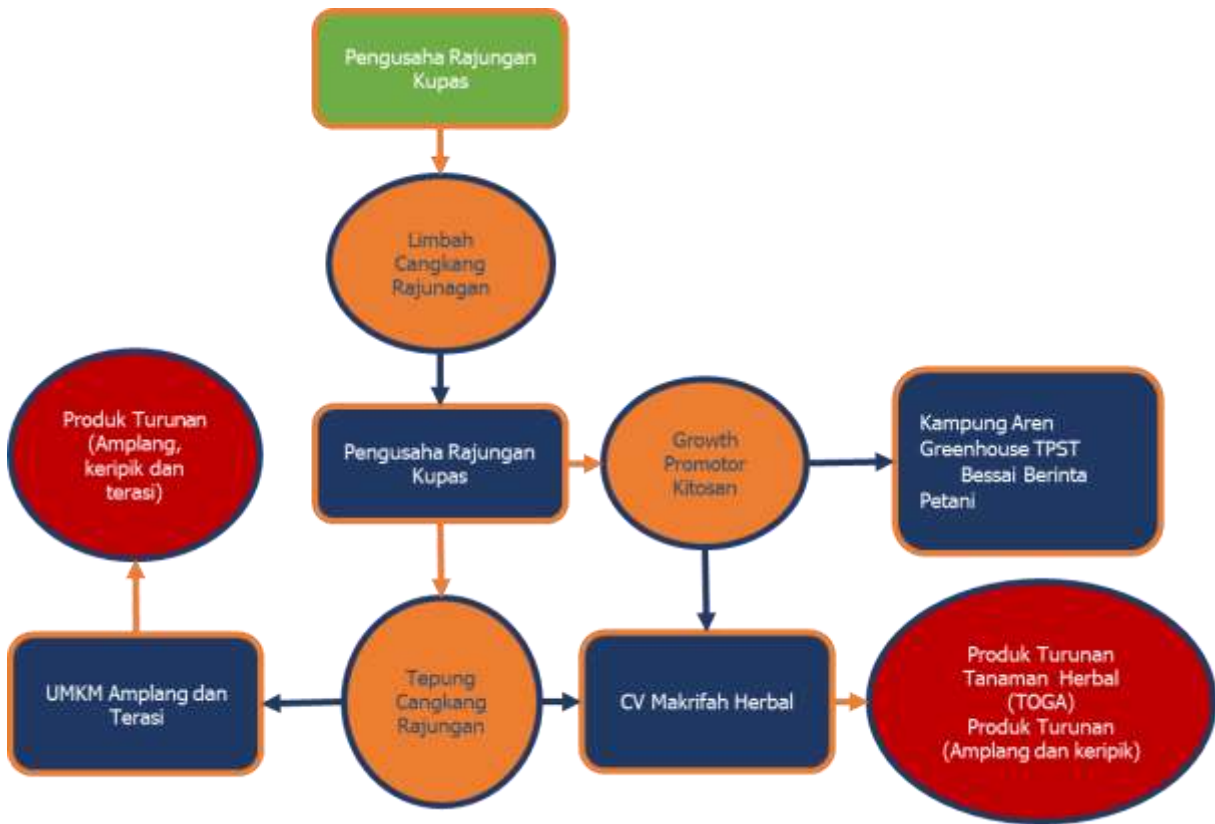 Pengusaha Rajungan
Kupas
Limbah
Cangkang
Rajunagan
Produk Turunan
(Amplang,
keripik dan
terasi)
Pengusaha Rajungan
Kupas
Growth
Promotor
Kitosan
Kampung Aren
Greenhouse TPST
Bessai Berinta
Petani
UMKM Amplang dan
Terasi
Tepung
Cangkang
Rajungan
CV Makrifah Herbal
Produk Turunan
Tanaman Herbal
(TOGA)
Produk Turunan
(Amplang dan keripik)